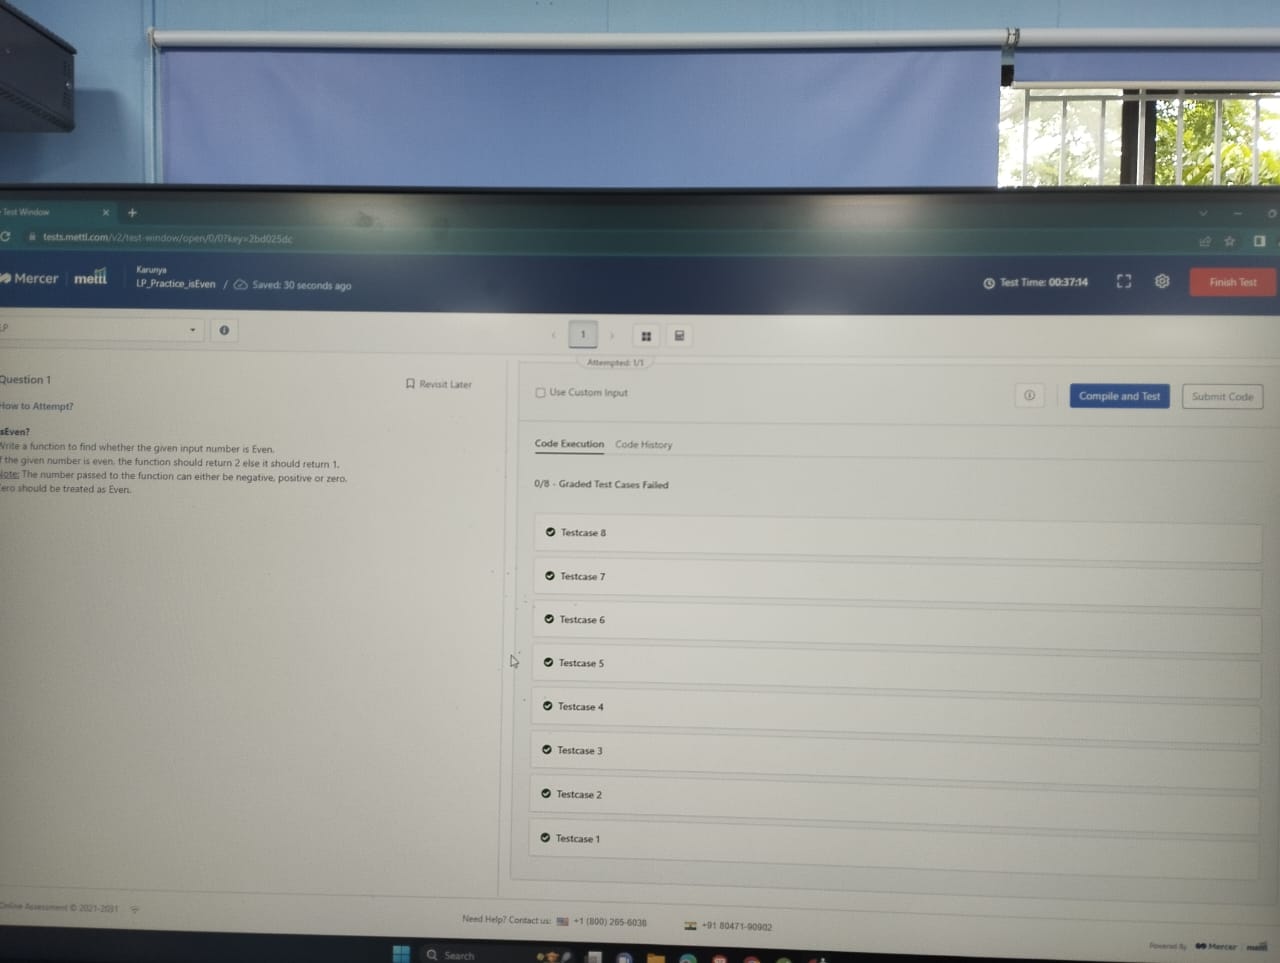 Test Window
tests.mettl.com/v2/test-window/open/0/0?key=2bd025dc
Mercer | mettl
Karunya
LP_Practice_isEven / Saved: 30 seconds ago
Test Time: 00:37:14
Finish Test
LP
1
Attempted: 1/1
Question 1
Revisit Later
How to Attempt?
sEven?
Write a function to find whether the given input number is Even.
f the given number is even, the function should return 2 else it should return 1.
Note: The number passed to the function can either be negative, positive or zero.
Zero should be treated as Even.
Use Custom Input
Compile and Test
Submit Code
Code Execution Code History
0/8 - Graded Test Cases Failed
Testcase 8
Testcase 7
Testcase 6
Testcase 5
Testcase 4
Testcase 3
Testcase 2
Testcase 1
Online Assessment © 2021-2031
Need Help? Contact us: +1 (800) 265-6038 +91 80471-90902
Powered By Mercer | mettl
Search